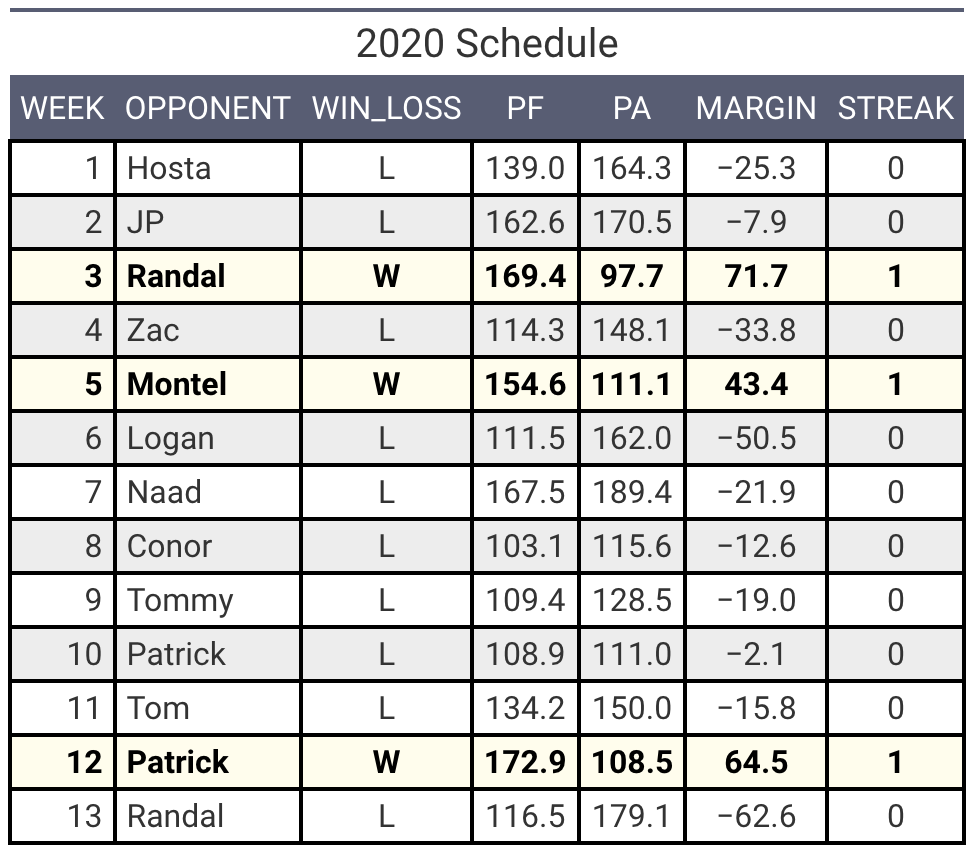 2020 Schedule
WEEK OPPONENT WIN_LOSS PF PA MARGIN STREAK
1 Hosta L 139.0 164.3 −25.3 0
2 JP L 162.6 170.5 −7.9 0
3 Randal W 169.4 97.7 71.7 1
4 Zac L 114.3 148.1 −33.8 0
5 Montel W 154.6 111.1 43.4 1
6 Logan L 111.5 162.0 −50.5 0
7 Naad L 167.5 189.4 −21.9 0
8 Conor L 103.1 115.6 −12.6 0
9 Tommy L 109.4 128.5 −19.0 0
10 Patrick L 108.9 111.0 −2.1 0
11 Tom L 134.2 150.0 −15.8 0
12 Patrick W 172.9 108.5 64.5 1
13 Randal L 116.5 179.1 −62.6 0